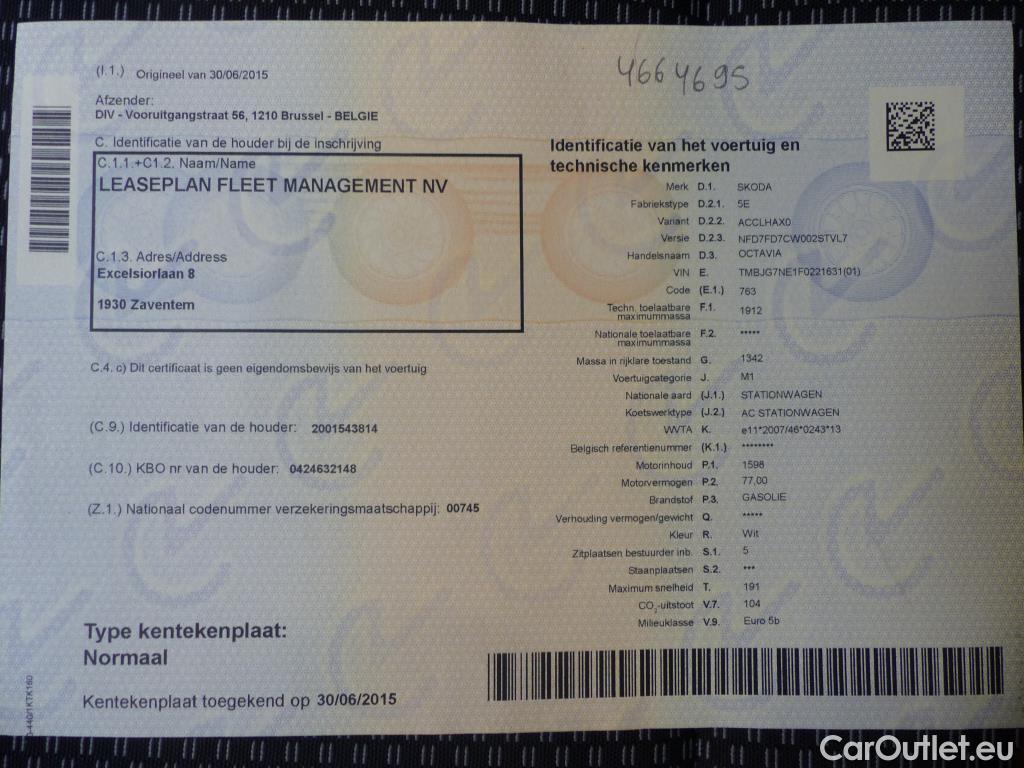 (I.1.) Origineel van 30/06/2015
4664695
Afzender:
DIV - Vooruitgangstraat 56, 1210 Brussel - BELGIE
C. Identificatie van de houder bij de inschrijving
C.1.1.+C1.2. Naam/Name
LEASEPLAN FLEET MANAGEMENT NV
C.1.3. Adres/Address
Excelsiorlaan 8
1930 Zaventem
C.4. c) Dit certificaat is geen eigendomsbewijs van het voertuig
(C.9.) Identificatie van de houder: 2001543814
(C.10.) KBO nr van de houder: 0424632148
(Z.1.) Nationaal codenummer verzekeringsmaatschappij: 00745
Type kentekenplaat:
Normaal
Kentekenplaat toegekend op 30/06/2015
Identificatie van het voertuig en
technische kenmerken
Merk D.1. SKODA
Fabriekstype D.2.1. 5E
Variant D.2.2. ACCLHAX0
Versie D.2.3. NFD7FD7CW002STVL7
Handelsnaam D.3. OCTAVIA
VIN E. TMBJG7NE1F0221631(01)
Code (E.1.) 763
Techn. toelaatbare
maximummassa F.1. 1912
Nationale toelaatbare
maximummassa F.2. *****
Massa in rijklare toestand G. 1342
Voertuigcategorie J. M1
Nationale aard (J.1.) STATIONWAGEN
Koetswerktype (J.2.) AC STATIONWAGEN
WVTA K. e11*2007/46*0243*13
Belgisch referentienummer (K.1.) ********
Motorinhoud P.1. 1598
Motorvermogen P.2. 77,00
Brandstof P.3. GASOLIE
Verhouding vermogen/gewicht Q. *****
Kleur R. Wit
Zitplaatsen bestuurder inb. S.1. 5
Staanplaatsen S.2. ***
Maximum snelheid T. 191
CO2-uitstoot V.7. 104
Milieuklasse V.9. Euro 5b
CarOutlet.eu